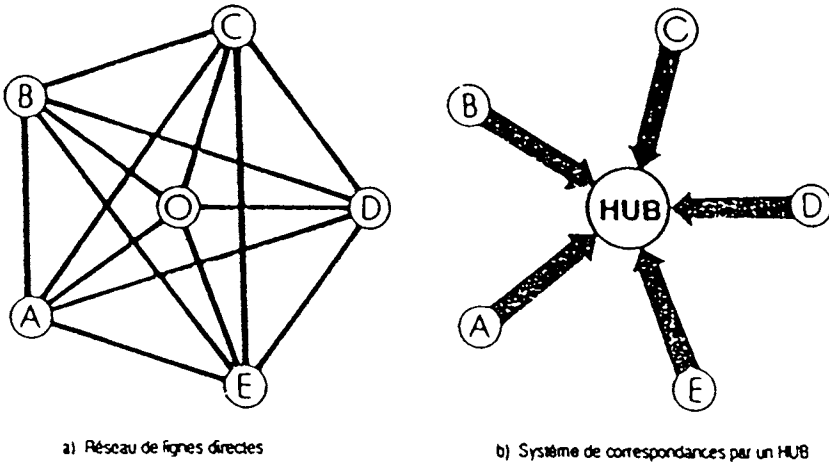 C
B
O
D
A
E
C
B
HUB
D
A
E
a) Réseau de lignes directes
b) Système de correspondances par un HUB